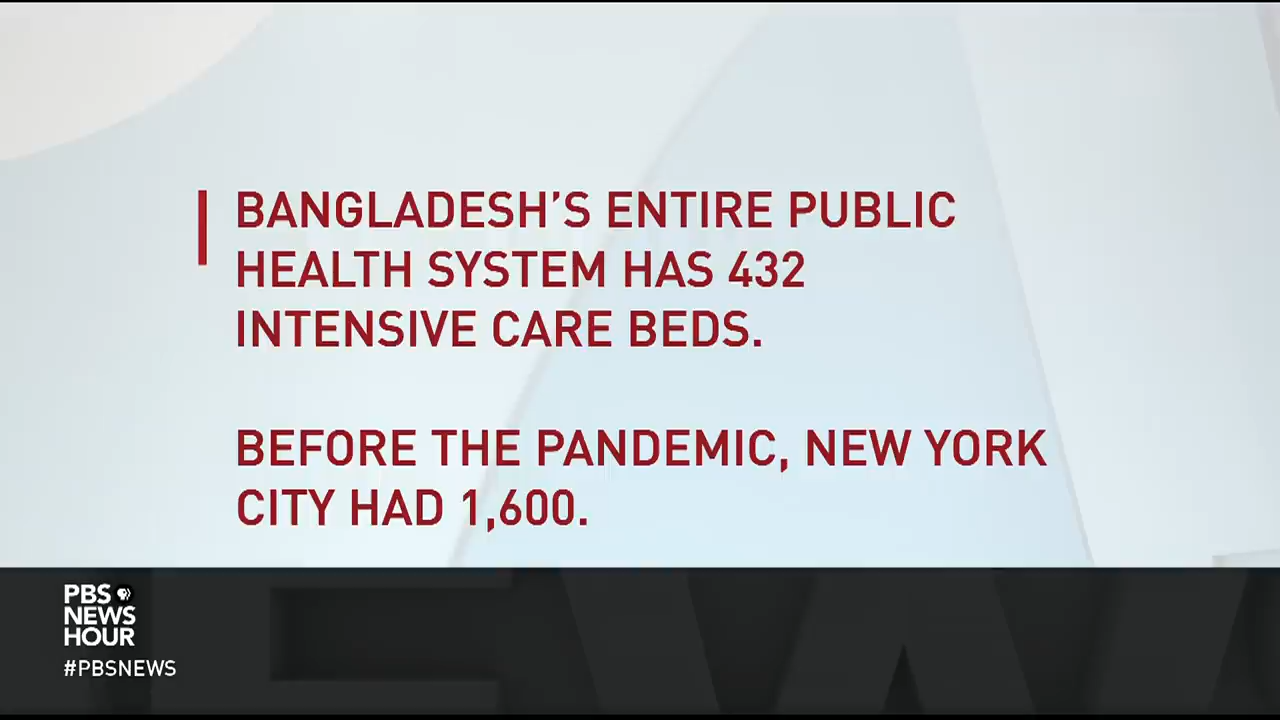 BANGLADESH’S ENTIRE PUBLIC
HEALTH SYSTEM HAS 432
INTENSIVE CARE BEDS.
BEFORE THE PANDEMIC, NEW YORK
CITY HAD 1,600.
PBS
NEWS
HOUR
#PBSNEWS